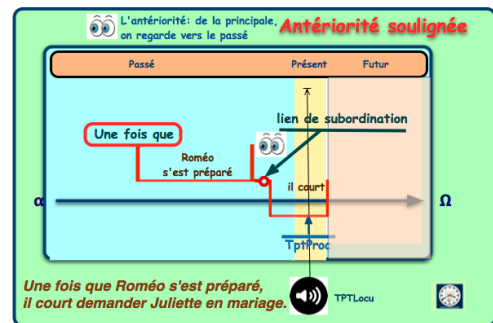 L'antériorité: de la principale,
on regarde vers le passé
Antériorité soulignée
Passé Présent Futur
lien de subordination
Une fois que
Roméo
s'est préparé
il court
α Ω
TptProc
Une fois que Roméo s'est préparé,
il court demander Juliette en mariage.
TPTLocu